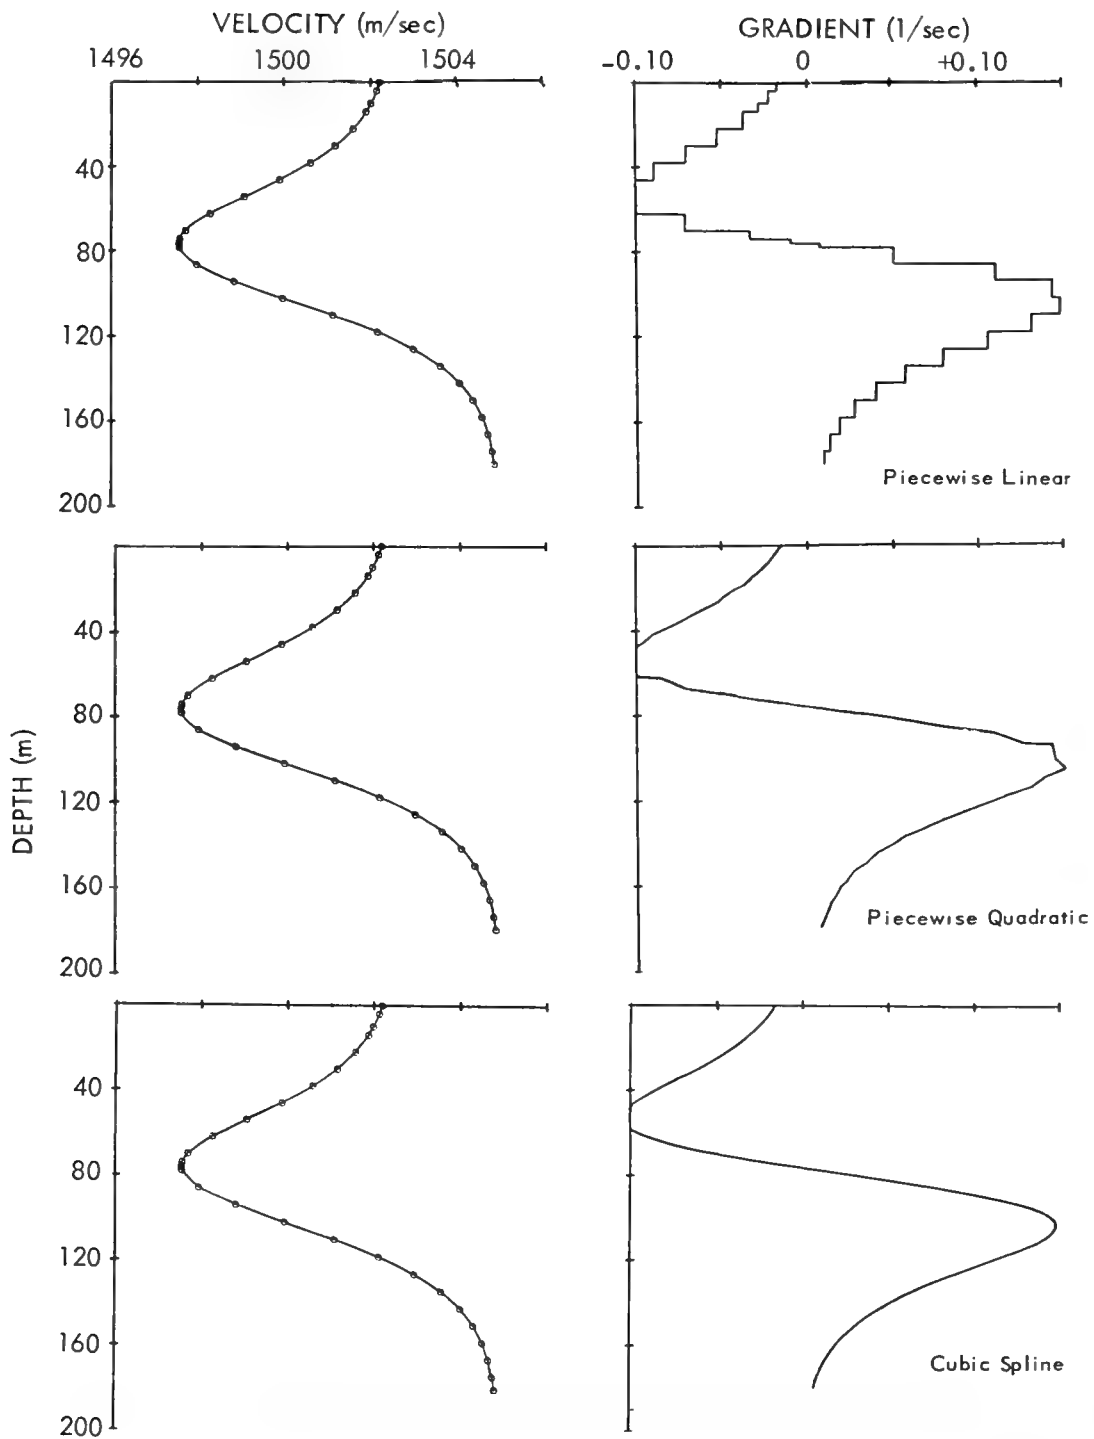 VELOCITY (m/sec)
1496 1500 1504
GRADIENT (1/sec)
-0.10 0 +0.10
40
80
120
160
200
Piecewise Linear
DEPTH (m)
40
80
120
160
200
Piecewise Quadratic
40
80
120
160
200
Cubic Spline